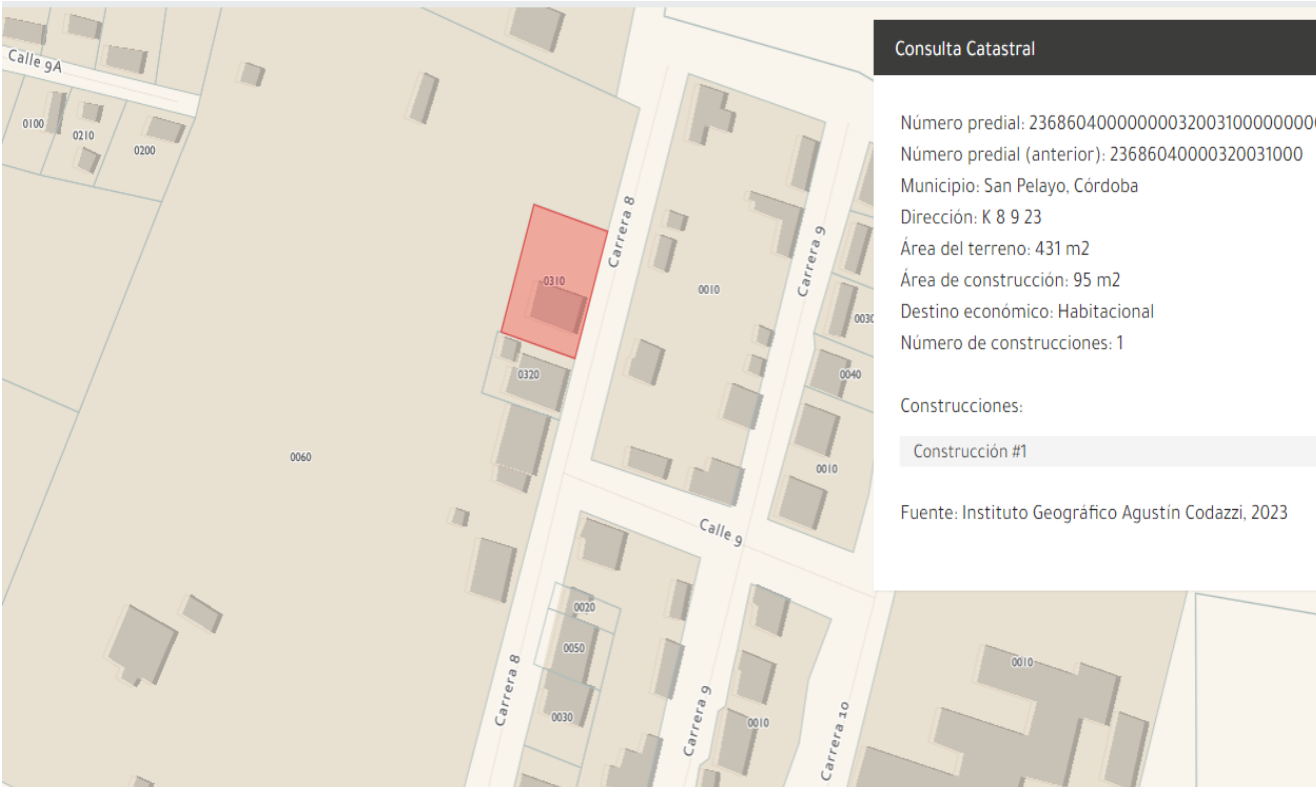 Consulta Catastral
Número predial: 236860400000000320031000000000
Número predial (anterior): 23686040000320031000
Municipio: San Pelayo, Córdoba
Dirección: K 8 9 23
Área del terreno: 431 m2
Área de construcción: 95 m2
Destino económico: Habitacional
Número de construcciones: 1
Construcciones:
Construcción #1
Fuente: Instituto Geográfico Agustín Codazzi, 2023
Calle 9A
0100
0210
0200
Carrera 8
Carrera 9
0310
0010
0030
0320
0040
0060
0010
Calle 9
0020
0050
0010
Carrera 8
0030
Carrera 9
0010
Carrera 10